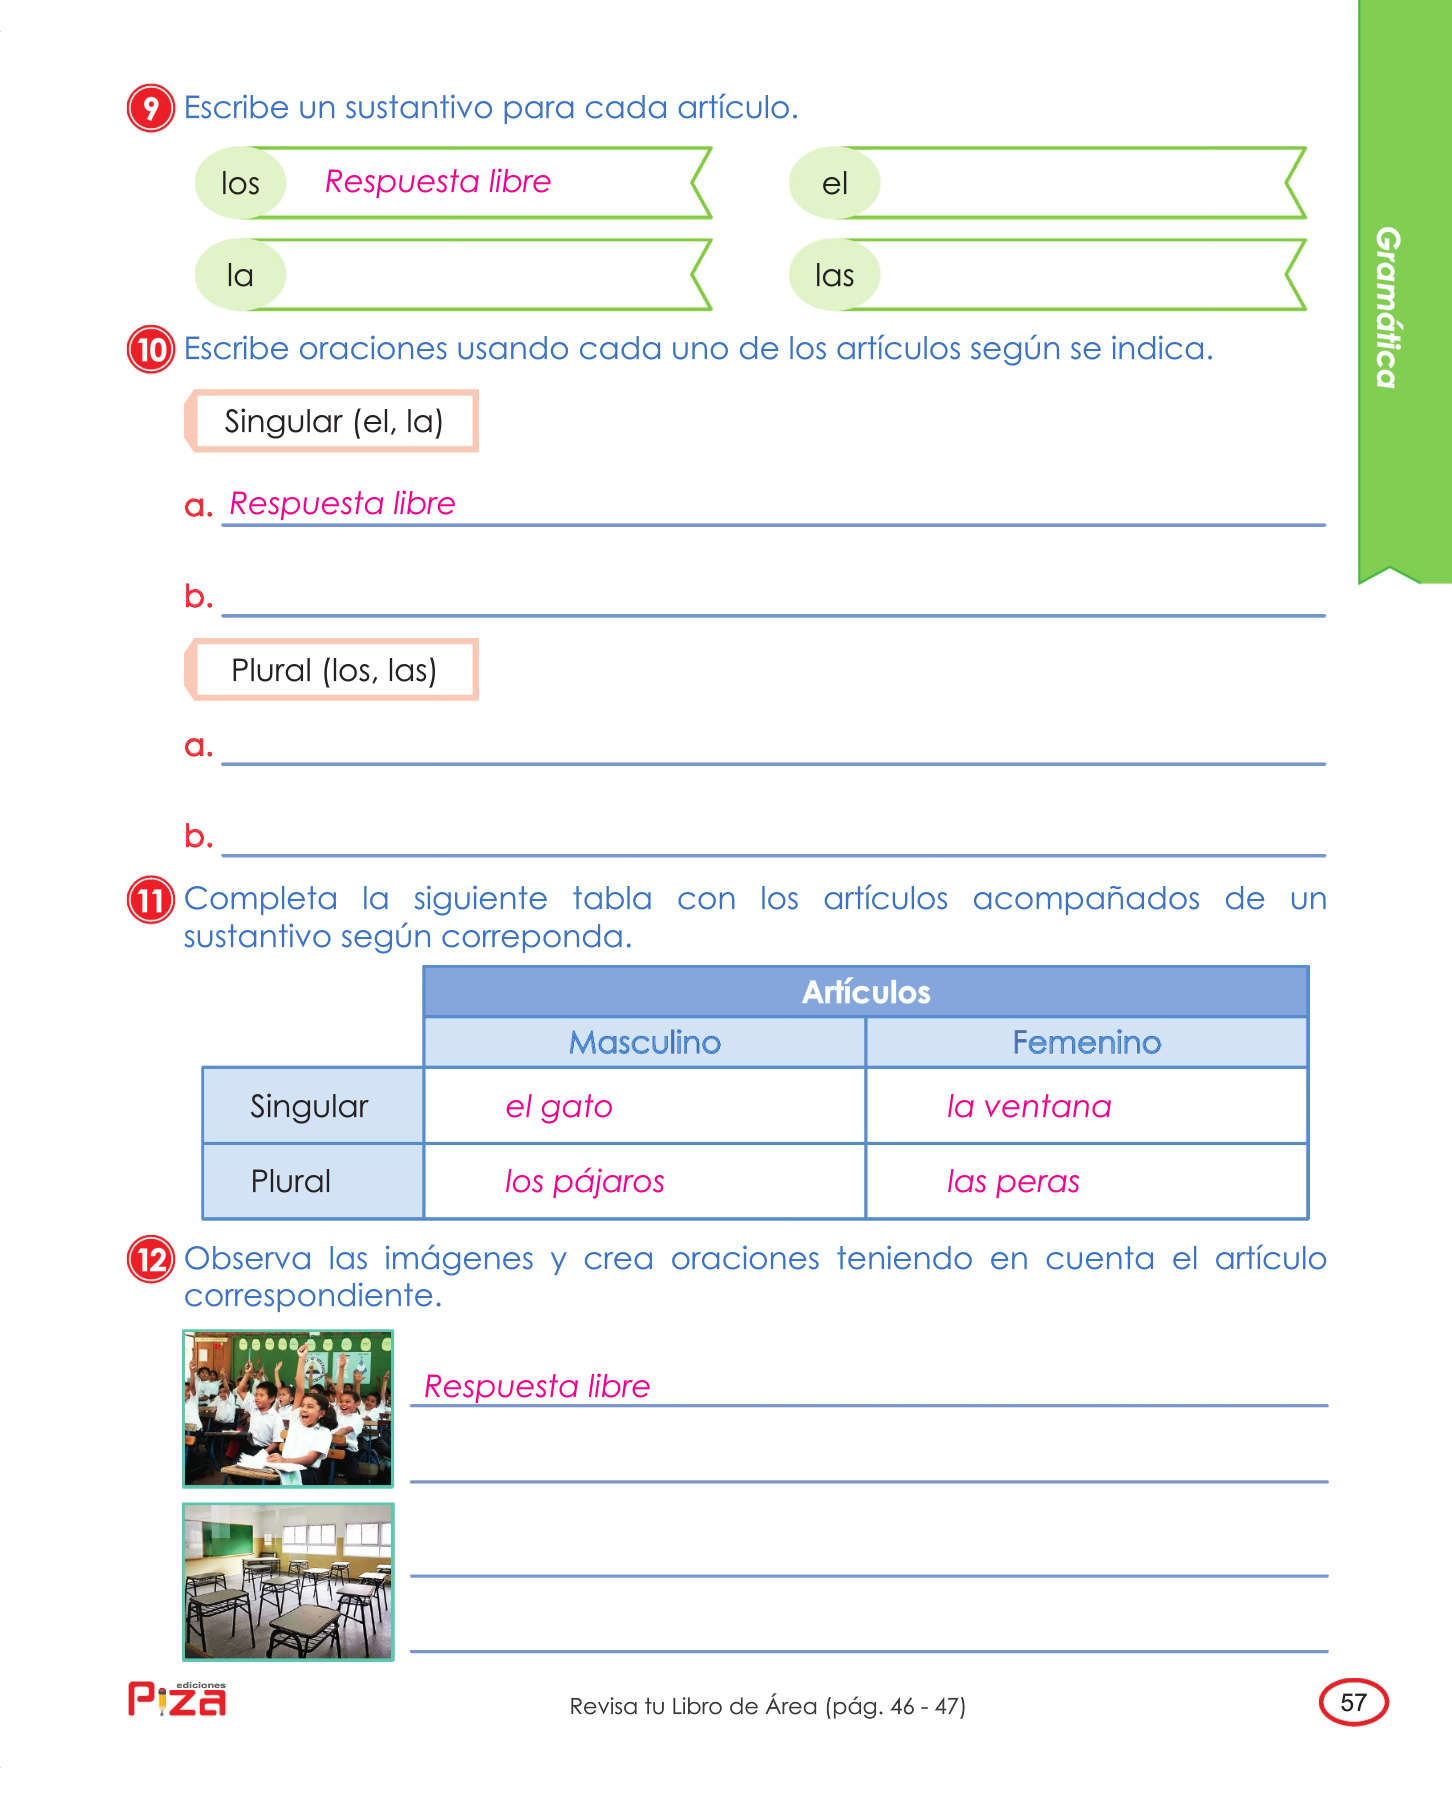 9 Escribe un sustantivo para cada artículo.
los Respuesta libre el
la las
10 Escribe oraciones usando cada uno de los artículos según se indica.
Singular (el, la)
a. Respuesta libre
b.
Plural (los, las)
a.
b.
11 Completa la siguiente tabla con los artículos acompañados de un
sustantivo según correponda.
Artículos
Masculino Femenino
Singular el gato la ventana
Plural los pájaros las peras
12 Observa las imágenes y crea oraciones teniendo en cuenta el artículo
correspondiente.
Respuesta libre
Gramática
ediciones
Piza
Revisa tu Libro de Área (pág. 46 - 47)
57